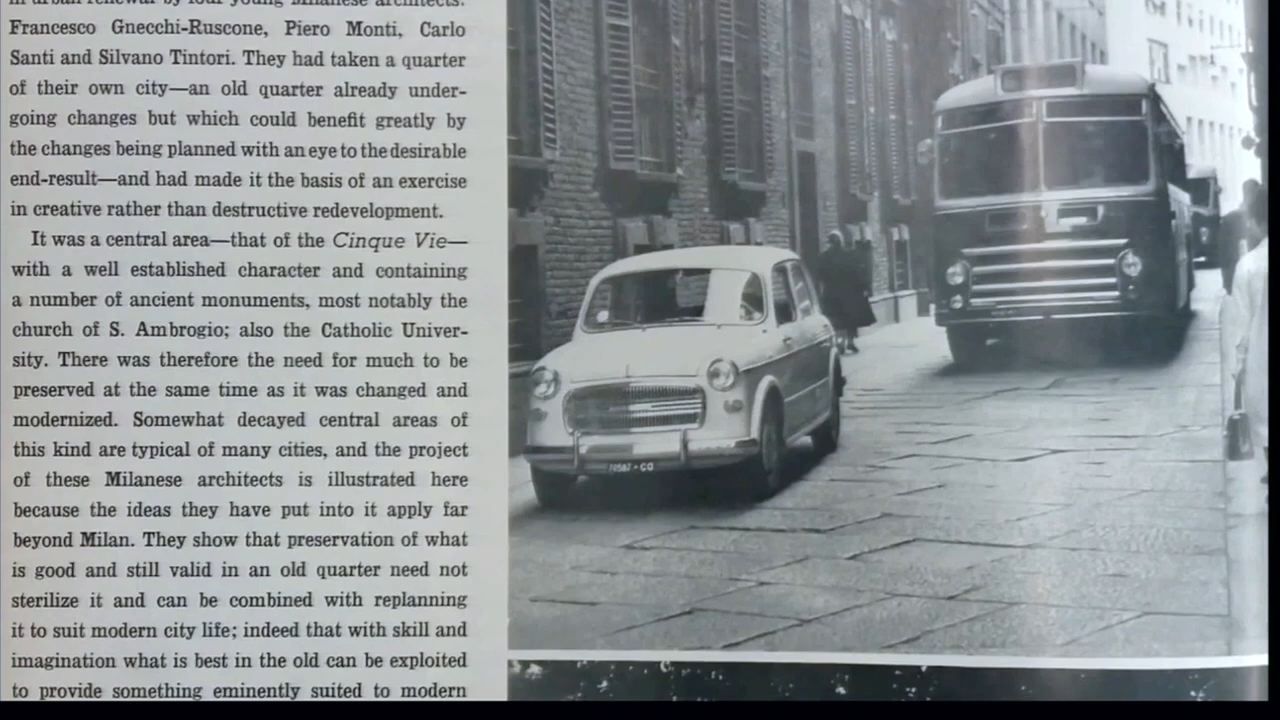 in urban renewal by four young Milanese architects:
Francesco Gnecchi-Ruscone, Piero Monti, Carlo
Santi and Silvano Tintori. They had taken a quarter
of their own city—an old quarter already under-
going changes but which could benefit greatly by
the changes being planned with an eye to the desirable
end-result—and had made it the basis of an exercise
in creative rather than destructive redevelopment.
It was a central area—that of the Cinque Vie—
with a well established character and containing
a number of ancient monuments, most notably the
church of S. Ambrogio; also the Catholic Univer-
sity. There was therefore the need for much to be
preserved at the same time as it was changed and
modernized. Somewhat decayed central areas of
this kind are typical of many cities, and the project
of these Milanese architects is illustrated here
because the ideas they have put into it apply far
beyond Milan. They show that preservation of what
is good and still valid in an old quarter need not
sterilize it and can be combined with replanning
it to suit modern city life; indeed that with skill and
imagination what is best in the old can be exploited
to provide something eminently suited to modern